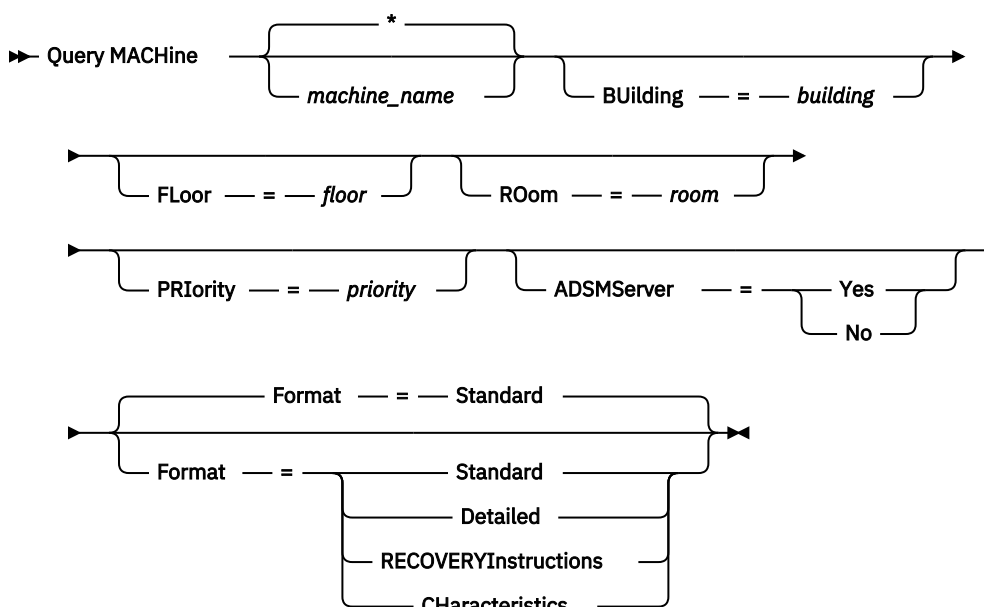 *
Query MACHine
machine_name
BUilding = building
FLoor = floor
ROom = room
PRIority = priority
ADSMServer = Yes
No
Format = Standard
Format = Standard
Detailed
RECOVERYInstructions
CHaracteristics